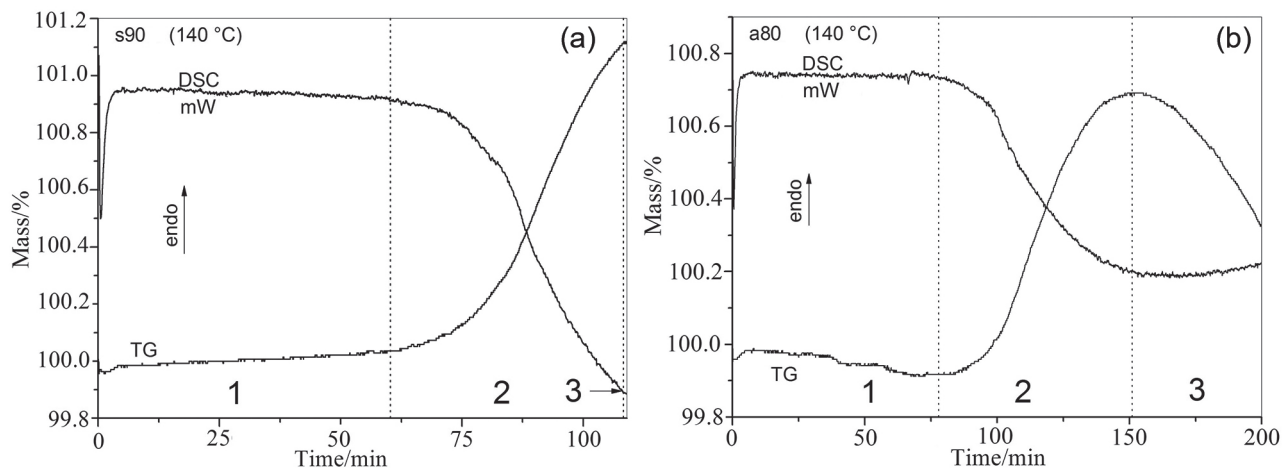 s90 (140 °C)
(a)
101.2
101.0
100.8
100.6
100.4
100.2
100.0
99.8
Mass/%
DSC
mW
endo
TG
1
2
3
0
25
50
75
100
Time/min
a80 (140 °C)
(b)
100.8
100.6
100.4
100.2
100.0
99.8
Mass/%
DSC
mW
endo
TG
1
2
3
0
50
100
150
200
Time/min